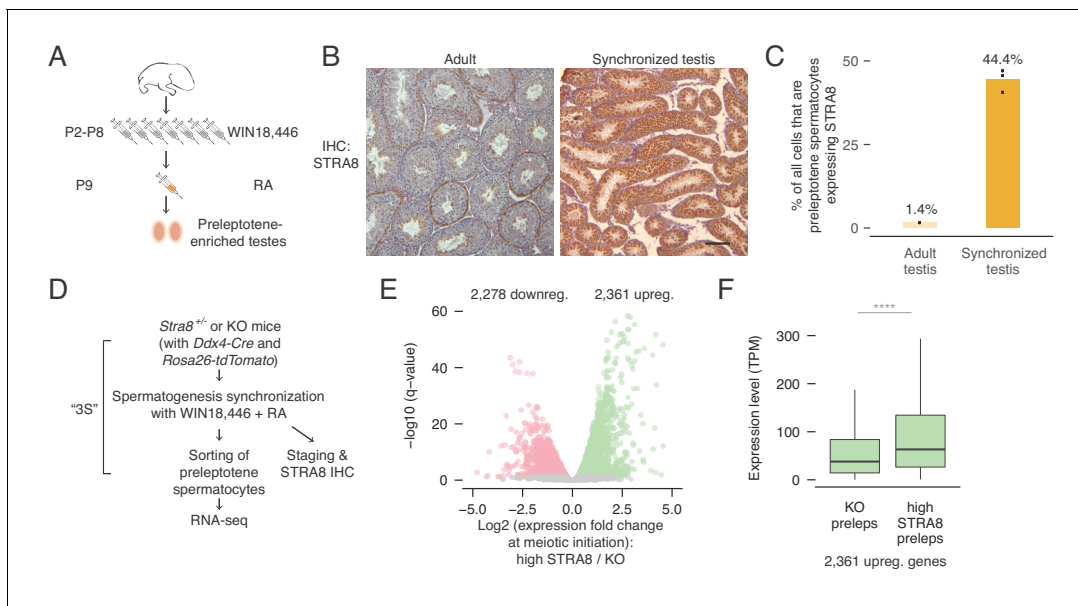 A
P2-P8
WIN18,446
P9
RA
Preleptotene-
enriched testes
B
Adult
Synchronized testis
IHC:
STRA8
C
% of all cells that are
preleptotene spermatocytes
expressing STRA8
50
25
0
1.4%
44.4%
Adult
testis
Synchronized
testis
D
"3S"
Stra8+/- or KO mice
(with Ddx4-Cre and
Rosa26-tdTomato)
Spermatogenesis synchronization
with WIN18,446 + RA
Sorting of
preleptotene
spermatocytes
Staging &
STRA8 IHC
RNA-seq
E
2,278 downreg.
2,361 upreg.
-log10 (q-value)
60
40
20
0
-5.0
-2.5
0.0
2.5
5.0
Log2 (expression fold change
at meiotic initiation):
high STRA8 / KO
F
****
Expression level (TPM)
300
200
100
0
KO
preleps
high
STRA8
preleps
2,361 upreg. genes